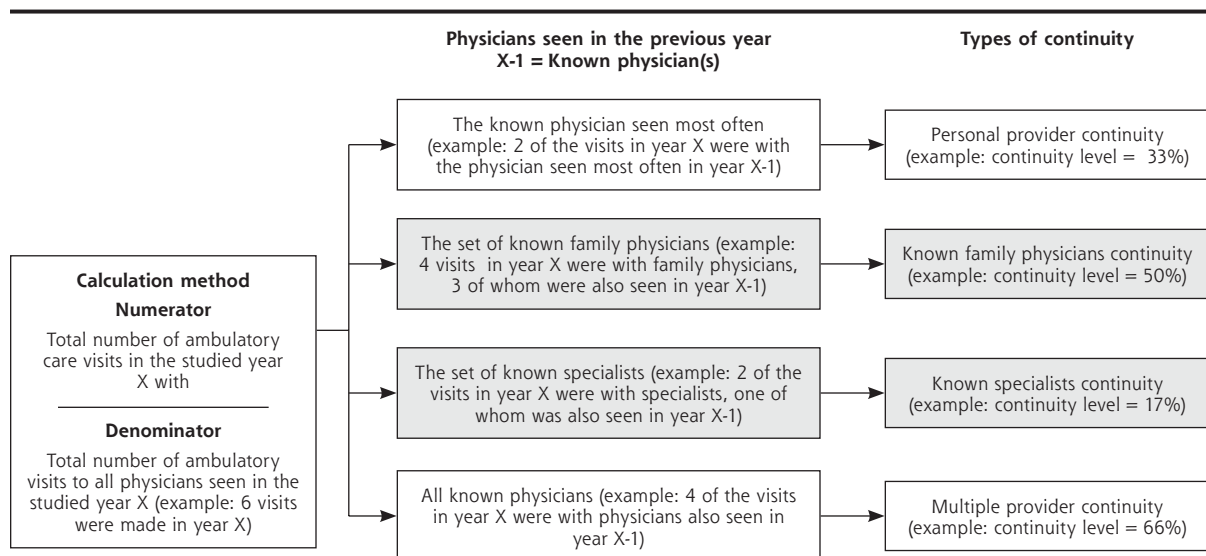 Physicians seen in the previous year
X-1 = Known physician(s)
Types of continuity
The known physician seen most often
(example: 2 of the visits in year X were with
the physician seen most often in year X-1)
Personal provider continuity
(example: continuity level = 33%)
The set of known family physicians (example:
4 visits in year X were with family physicians,
3 of whom were also seen in year X-1)
Known family physicians continuity
(example: continuity level = 50%)
Calculation method
Numerator
Total number of ambulatory
care visits in the studied year
X with
Denominator
Total number of ambulatory
visits to all physicians seen in the
studied year X (example: 6 visits
were made in year X)
The set of known specialists (example: 2 of the
visits in year X were with specialists, one of
whom was also seen in year X-1)
Known specialists continuity
(example: continuity level = 17%)
All known physicians (example: 4 of the visits
in year X were with physicians also seen in
year X-1)
Multiple provider continuity
(example: continuity level = 66%)